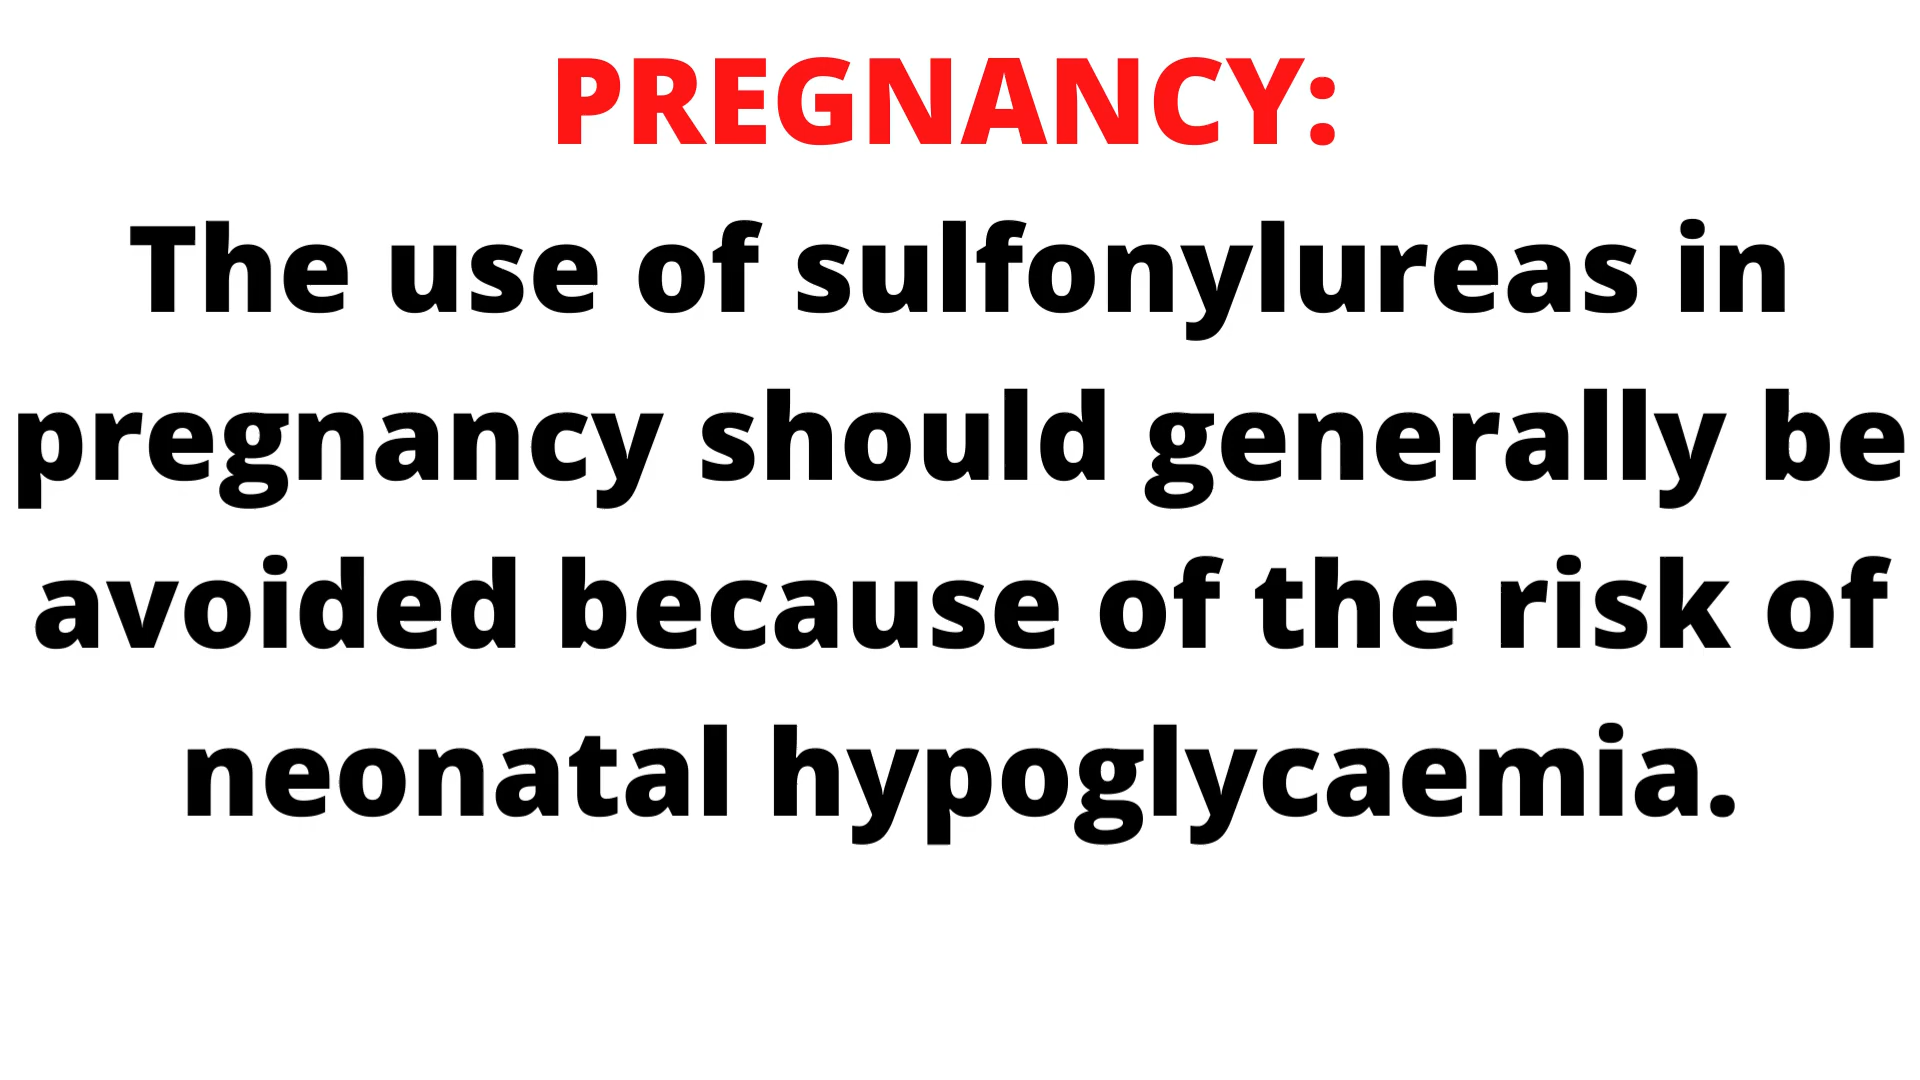 PREGNANCY:
The use of sulfonylureas in
pregnancy should generally be
avoided because of the risk of
neonatal hypoglycaemia.